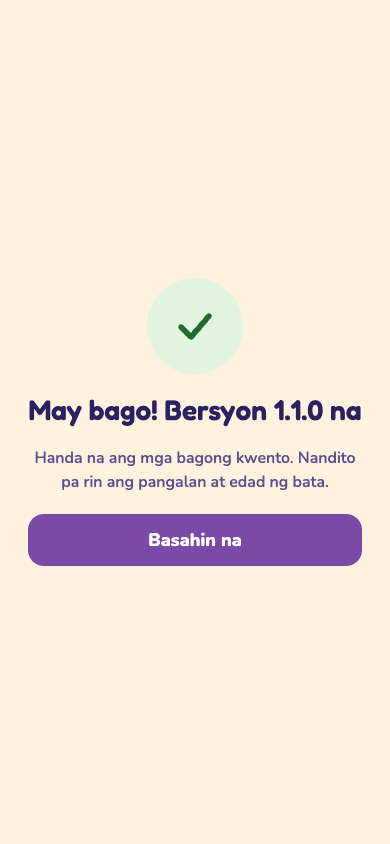 May bago! Bersyon 1.1.0 na
Handa na ang mga bagong kwento. Nandito
pa rin ang pangalan at edad ng bata.
Basahin na